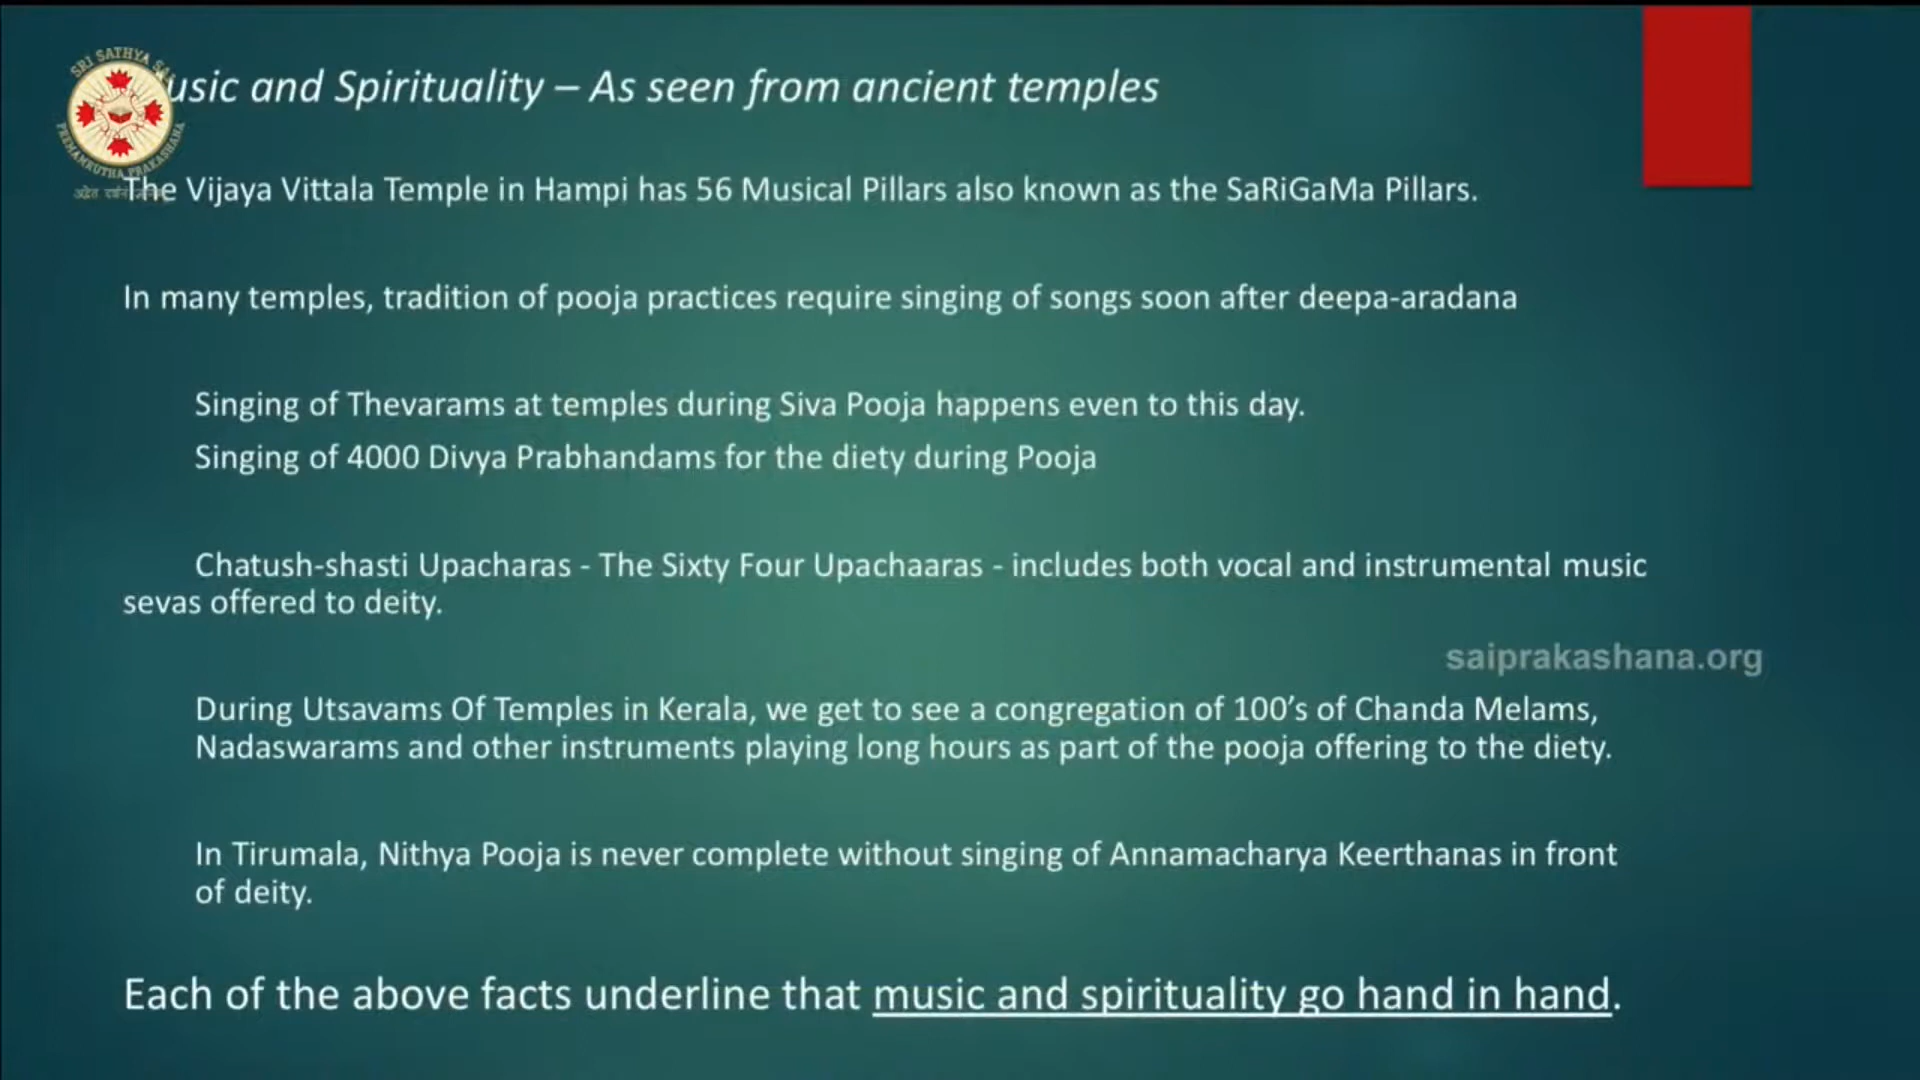 SRI SATHYA SAI
PREMAMRUTHA PRAKASHANA
usic and Spirituality – As seen from ancient temples
The Vijaya Vittala Temple in Hampi has 56 Musical Pillars also known as the SaRiGaMa Pillars.
In many temples, tradition of pooja practices require singing of songs soon after deepa-aradana
Singing of Thevarams at temples during Siva Pooja happens even to this day.
Singing of 4000 Divya Prabhandams for the diety during Pooja
Chatush-shasti Upacharas - The Sixty Four Upachaaras - includes both vocal and instrumental music
sevas offered to deity.
saiprakashana.org
During Utsavams Of Temples in Kerala, we get to see a congregation of 100’s of Chanda Melams,
Nadaswarams and other instruments playing long hours as part of the pooja offering to the diety.
In Tirumala, Nithya Pooja is never complete without singing of Annamacharya Keerthanas in front
of deity.
Each of the above facts underline that music and spirituality go hand in hand.